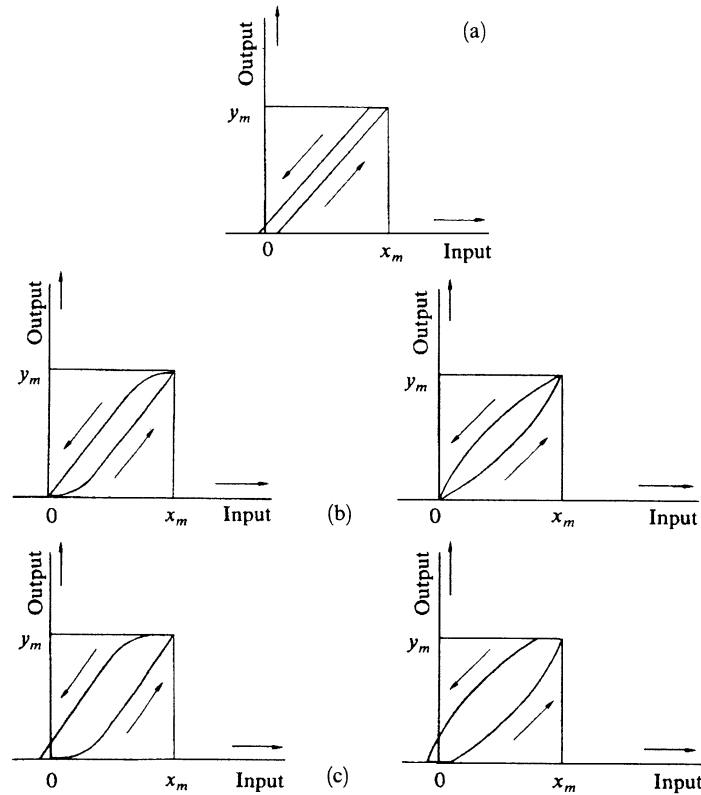 (a)
Output
y_m
0
x_m
Input
Output
y_m
0
x_m
Input
(b)
Output
y_m
0
x_m
Input
Output
y_m
0
x_m
Input
(c)
Output
y_m
0
x_m
Input